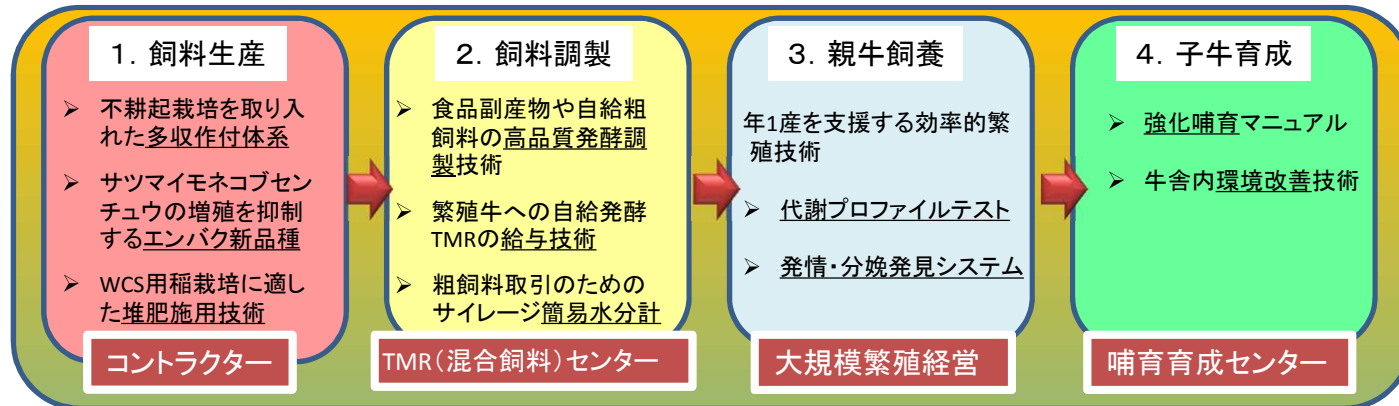 1. 飼料生産
➢ 不耕起栽培を取り入
れた多収作付体系
➢ サツマイモネコブセン
チュウの増殖を抑制
するエンバク新品種
➢ WCS用稲栽培に適し
た堆肥施用技術
コントラクター
2. 飼料調製
➢ 食品副産物や自給粗
飼料の高品質発酵調
製技術
➢ 繁殖牛への自給発酵
TMRの給与技術
➢ 粗飼料取引のための
サイレージ簡易水分計
TMR(混合飼料)センター
3. 親牛飼養
年1産を支援する効率的繁
殖技術
➢ 代謝プロファイルテスト
➢ 発情・分娩発見システム
大規模繁殖経営
4. 子牛育成
➢ 強化哺育マニュアル
➢ 牛舎内環境改善技術
哺育育成センター